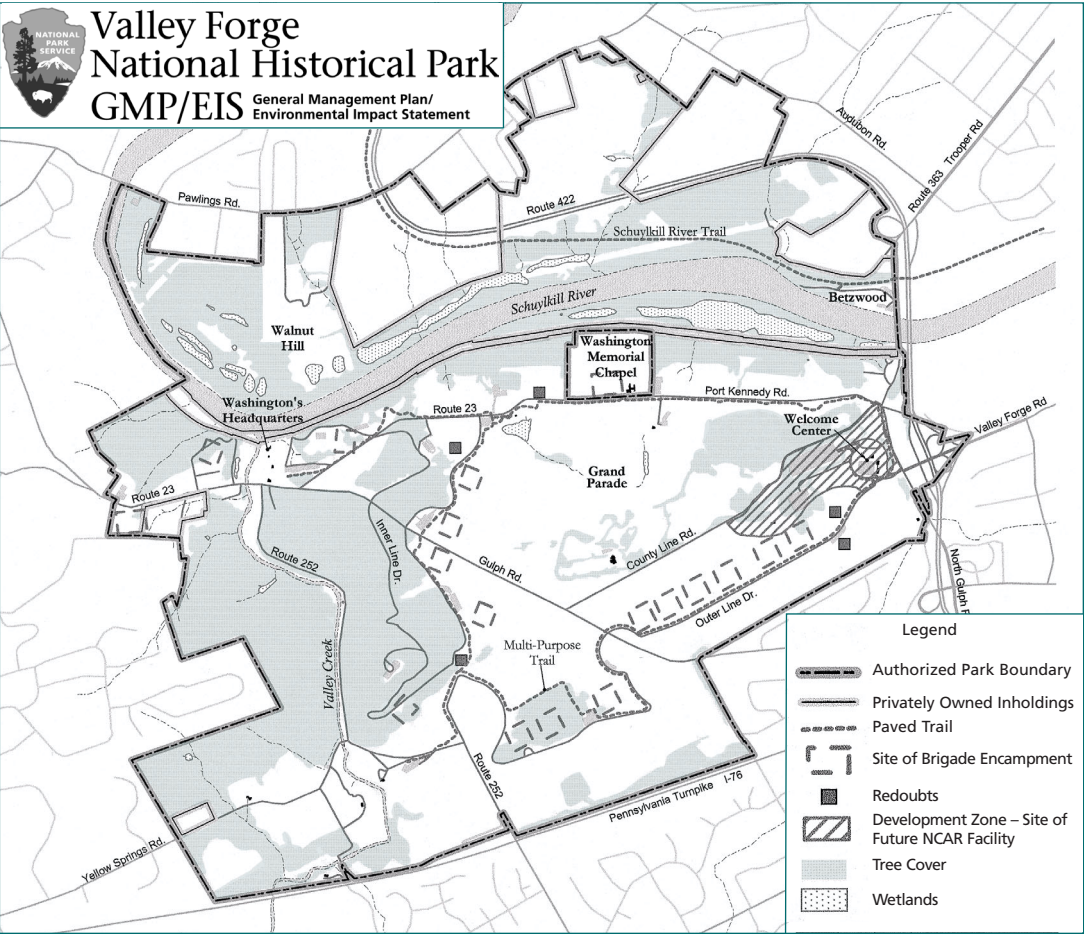 NATIONAL
PARK
SERVICE
Valley Forge
National Historical Park
GMP/EIS General Management Plan/
Environmental Impact Statement
Audubon Rd.
Route 363 Trooper Rd
Pawlings Rd.
Route 422
Schuylkill River Trail
Schuylkill River
Betzwood
Walnut
Hill
Washington
Memorial
Chapel
Washington's
Headquarters
Route 23
Port Kennedy Rd.
Valley Forge Rd
Welcome
Center
Grand
Parade
Route 23
Inner Line Dr.
Route 252
Gulph Rd.
County Line Rd.
Outer Line Dr.
North Gulph R
Multi-Purpose
Trail
Valley Creek
Route 252
Pennsylvania Turnpike I-76
Yellow Springs Rd.
Legend
Authorized Park Boundary
Privately Owned Inholdings
Paved Trail
Site of Brigade Encampment
Redoubts
Development Zone – Site of
Future NCAR Facility
Tree Cover
Wetlands